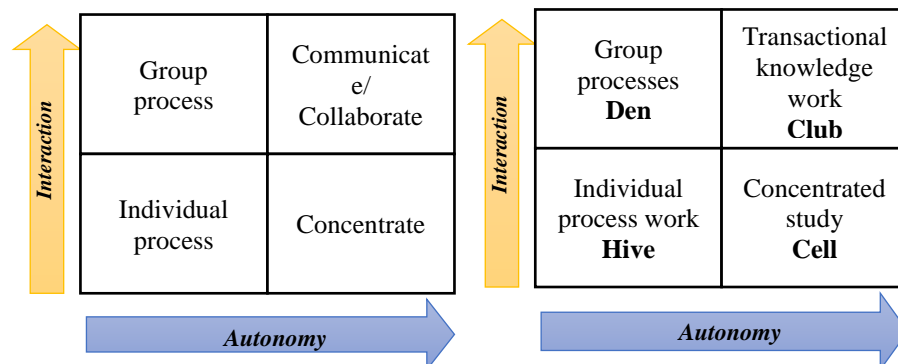 Interaction
Group
process
Communicat
e/
Collaborate
Individual
process
Concentrate
Autonomy
Interaction
Group
processes
Den
Transactional
knowledge
work
Club
Individual
process work
Hive
Concentrated
study
Cell
Autonomy